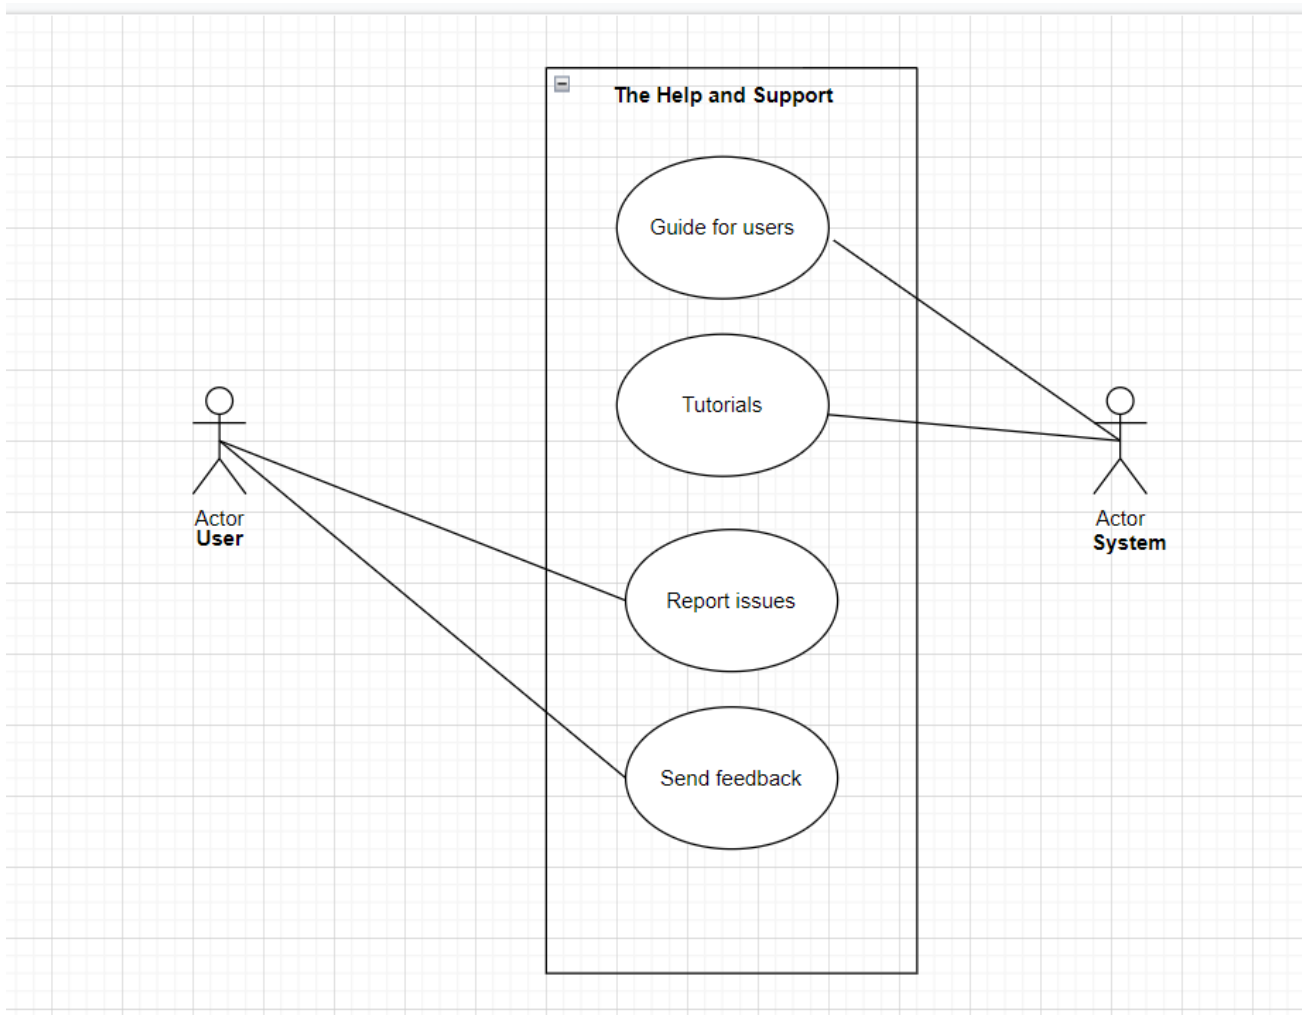 The Help and Support
Guide for users
Tutorials
Actor
User
Actor
System
Report issues
Send feedback